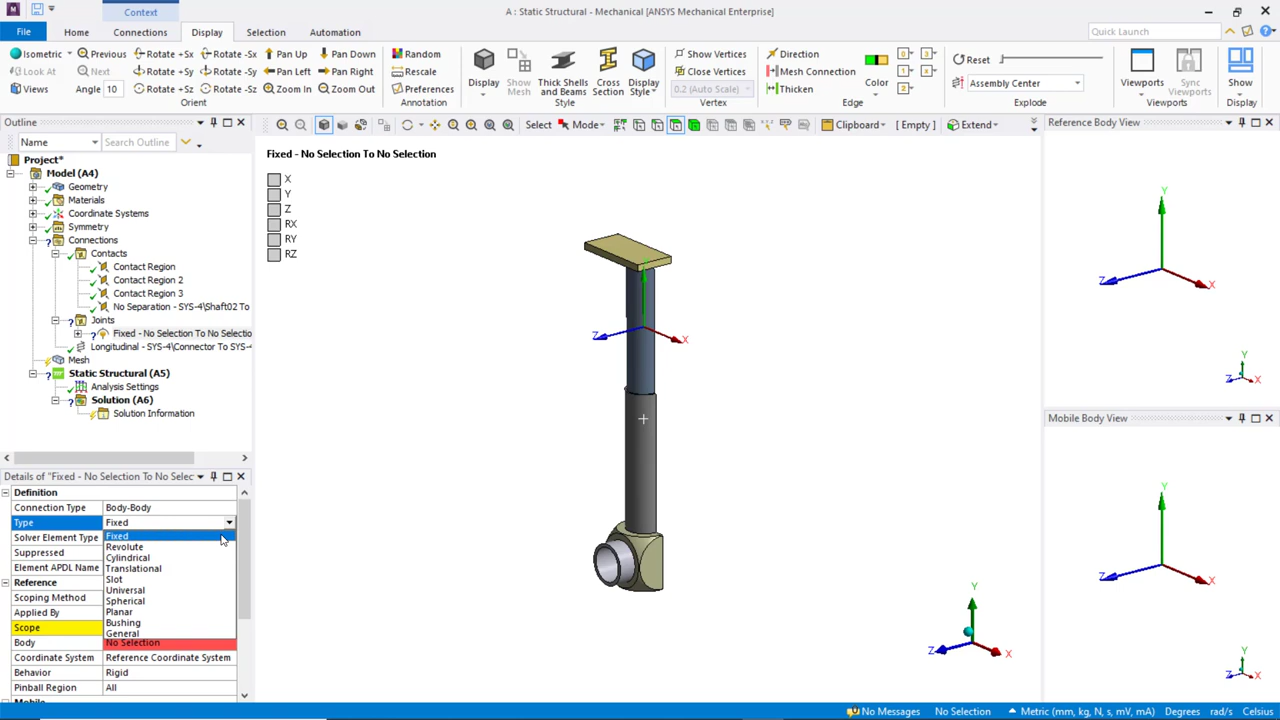 Context
A : Static Structural - Mechanical [ANSYS Mechanical Enterprise]
File
Home
Connections
Display
Selection
Automation
Quick Launch
Isometric
Previous
Rotate +Sx
Rotate -Sx
Pan Up
Pan Down
Look At
Next
Rotate +Sy
Rotate -Sy
Pan Left
Pan Right
Views
Angle 10
Rotate +Sz
Rotate -Sz
Zoom In
Zoom Out
Orient
Random
Rescale
Preferences
Annotation
Display
Show Mesh
Thick Shells and Beams
Cross Section
Display Style
Style
Show Vertices
Close Vertices
0.2 (Auto Scale)
Vertex
Direction
Mesh Connection
Thicken
Color
Edge
Reset
Assembly Center
Explode
Viewports
Sync Viewports
Viewports
Show
Display
Outline
Name
Search Outline
Project*
Model (A4)
Geometry
Materials
Coordinate Systems
Symmetry
Connections
Contacts
Contact Region
Contact Region 2
Contact Region 3
No Separation - SYS-4\Shaft02 To
Joints
Fixed - No Selection To No Selectio
Longitudinal - SYS-4\Connector To SYS-4
Mesh
Static Structural (A5)
Analysis Settings
Solution (A6)
Solution Information
Select
Mode
Clipboard
[ Empty ]
Extend
Fixed - No Selection To No Selection
X
Y
Z
RX
RY
RZ
Z
X
Y
Z
X
Reference Body View
Y
Z
X
Y
Z
X
Mobile Body View
Y
Z
X
Y
Z
X
Details of "Fixed - No Selection To No Selec
Definition
Connection Type Body-Body
Type Fixed
Solver Element Type
Suppressed
Element APDL Name
Reference
Scoping Method
Applied By
Scope
Fixed
Revolute
Cylindrical
Translational
Slot
Universal
Spherical
Planar
Bushing
General
Body No Selection
Coordinate System Reference Coordinate System
Behavior Rigid
Pinball Region All
No Messages
No Selection
Metric (mm, kg, N, s, mV, mA)
Degrees
rad/s
Celsius